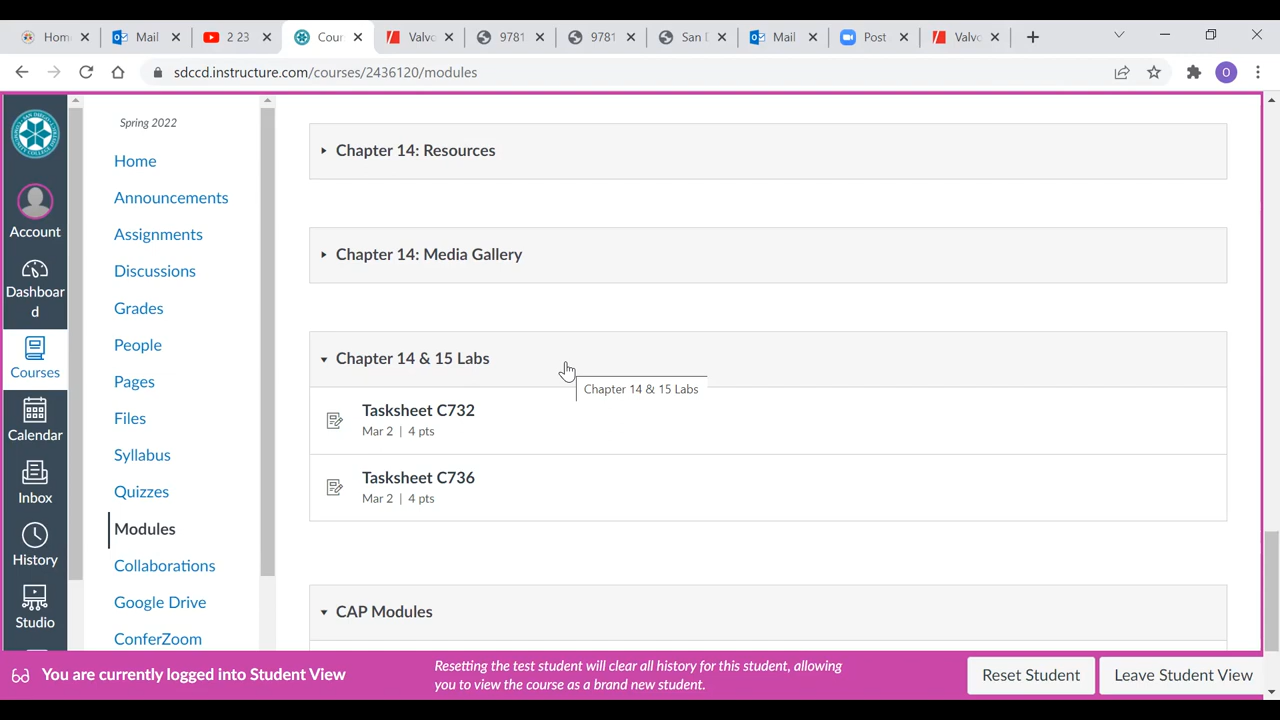 Hom
Mail
2 23
Cour
Valvo
9781
9781
San D
Mail
Post
Valvo
sdccd.instructure.com/courses/2436120/modules
O
Spring 2022
Home
Announcements
Assignments
Discussions
Grades
People
Pages
Files
Syllabus
Quizzes
Modules
Collaborations
Google Drive
ConferZoom
Account
Dashboar
d
Courses
Calendar
Inbox
History
Studio
Chapter 14: Resources
Chapter 14: Media Gallery
Chapter 14 & 15 Labs
Chapter 14 & 15 Labs
Tasksheet C732
Mar 2 | 4 pts
Tasksheet C736
Mar 2 | 4 pts
CAP Modules
You are currently logged into Student View
Resetting the test student will clear all history for this student, allowing
you to view the course as a brand new student.
Reset Student
Leave Student View